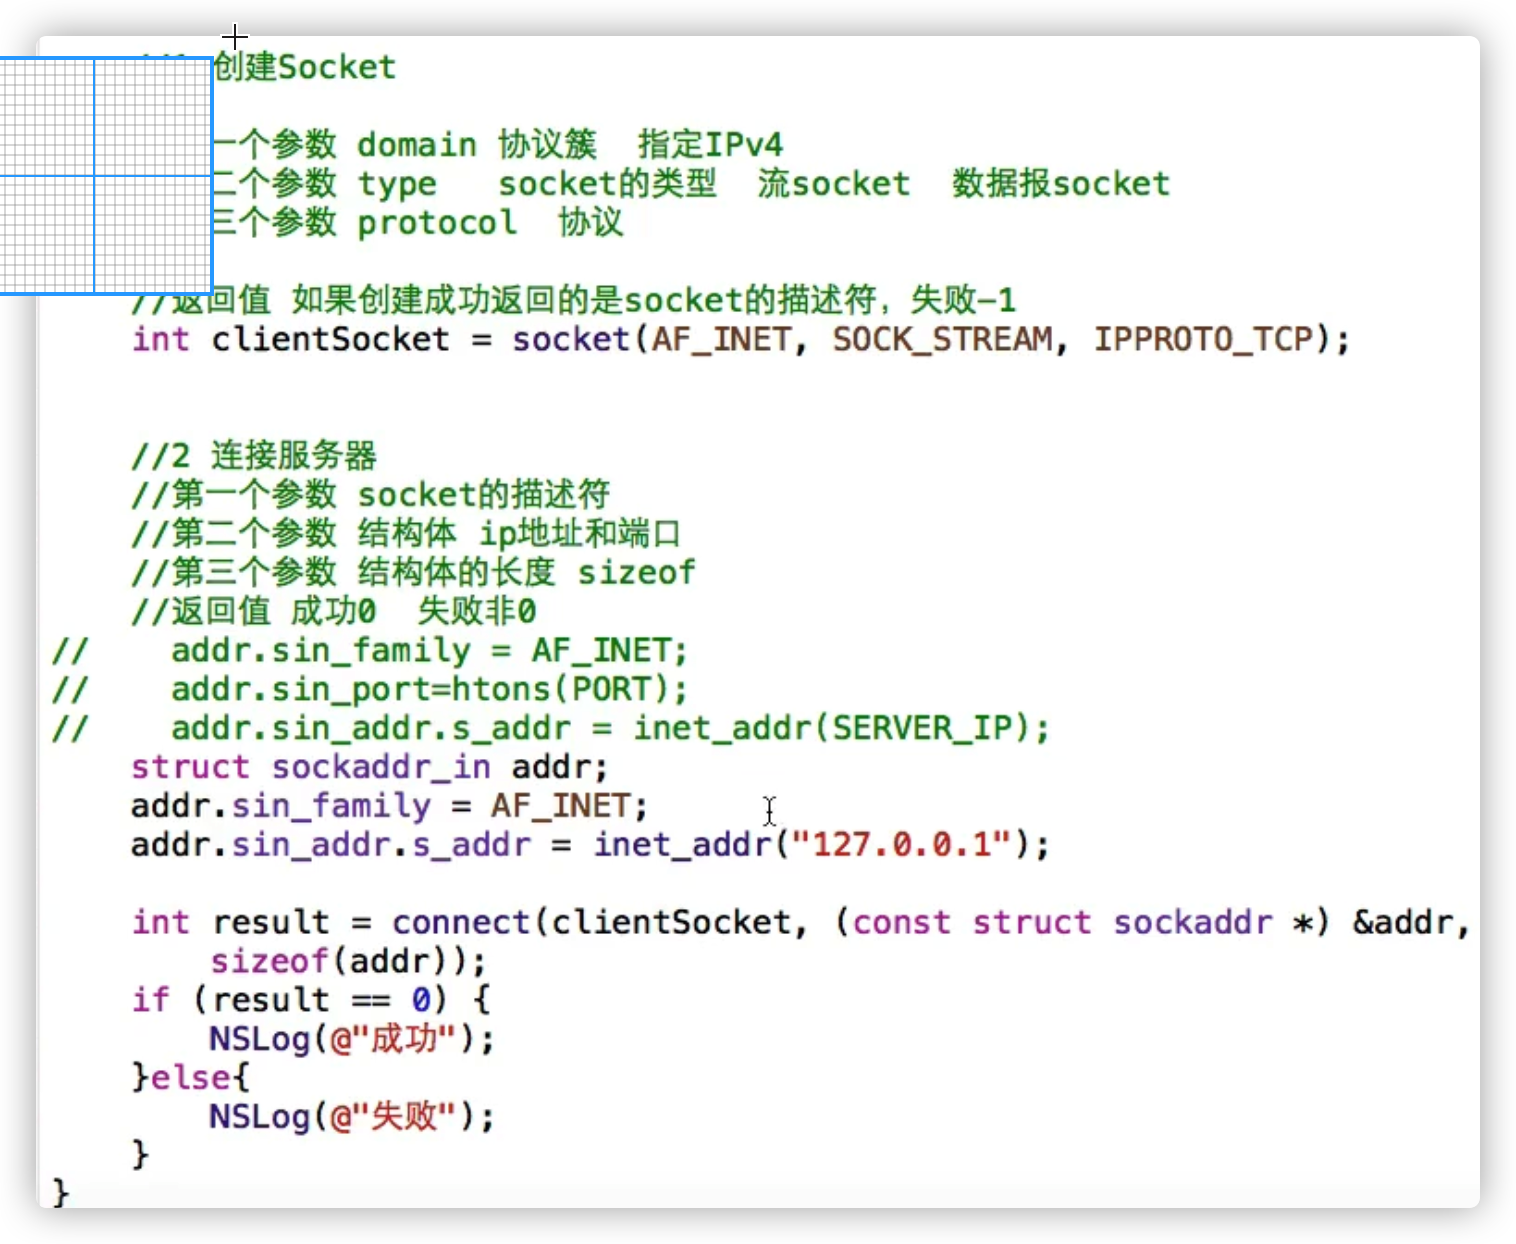 创建Socket
一个参数 domain 协议簇 指定IPv4
二个参数 type socket的类型 流socket 数据报socket
三个参数 protocol 协议
//返回值 如果创建成功返回的是socket的描述符，失败-1
int clientSocket = socket(AF_INET, SOCK_STREAM, IPPROTO_TCP);
//2 连接服务器
//第一个参数 socket的描述符
//第二个参数 结构体 ip地址和端口
//第三个参数 结构体的长度 sizeof
//返回值 成功0 失败非0
// addr.sin_family = AF_INET;
// addr.sin_port=htons(PORT);
// addr.sin_addr.s_addr = inet_addr(SERVER_IP);
struct sockaddr_in addr;
addr.sin_family = AF_INET;
addr.sin_addr.s_addr = inet_addr("127.0.0.1");
int result = connect(clientSocket, (const struct sockaddr *) &addr,
sizeof(addr));
if (result == 0) {
NSLog(@"成功");
}else{
NSLog(@"失败");
}
}